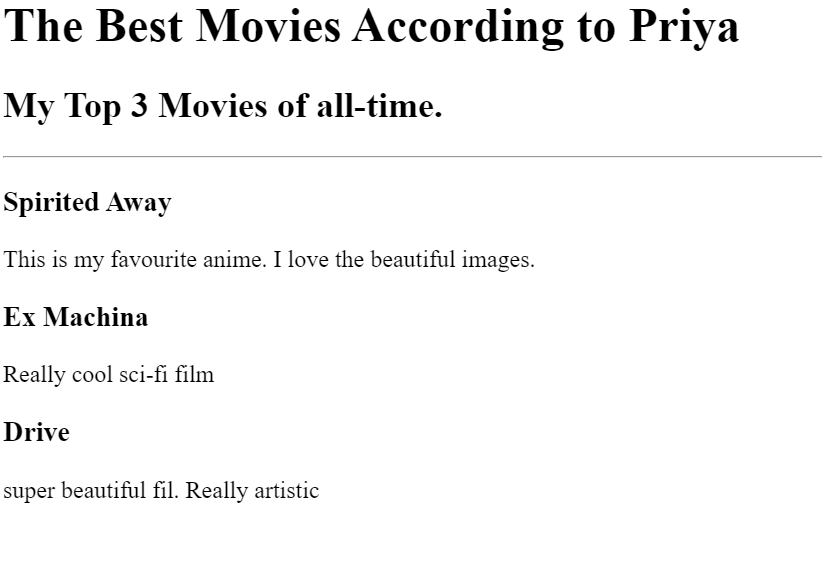 The Best Movies According to Priya
My Top 3 Movies of all-time.
Spirited Away
This is my favourite anime. I love the beautiful images.
Ex Machina
Really cool sci-fi film
Drive
super beautiful fil. Really artistic